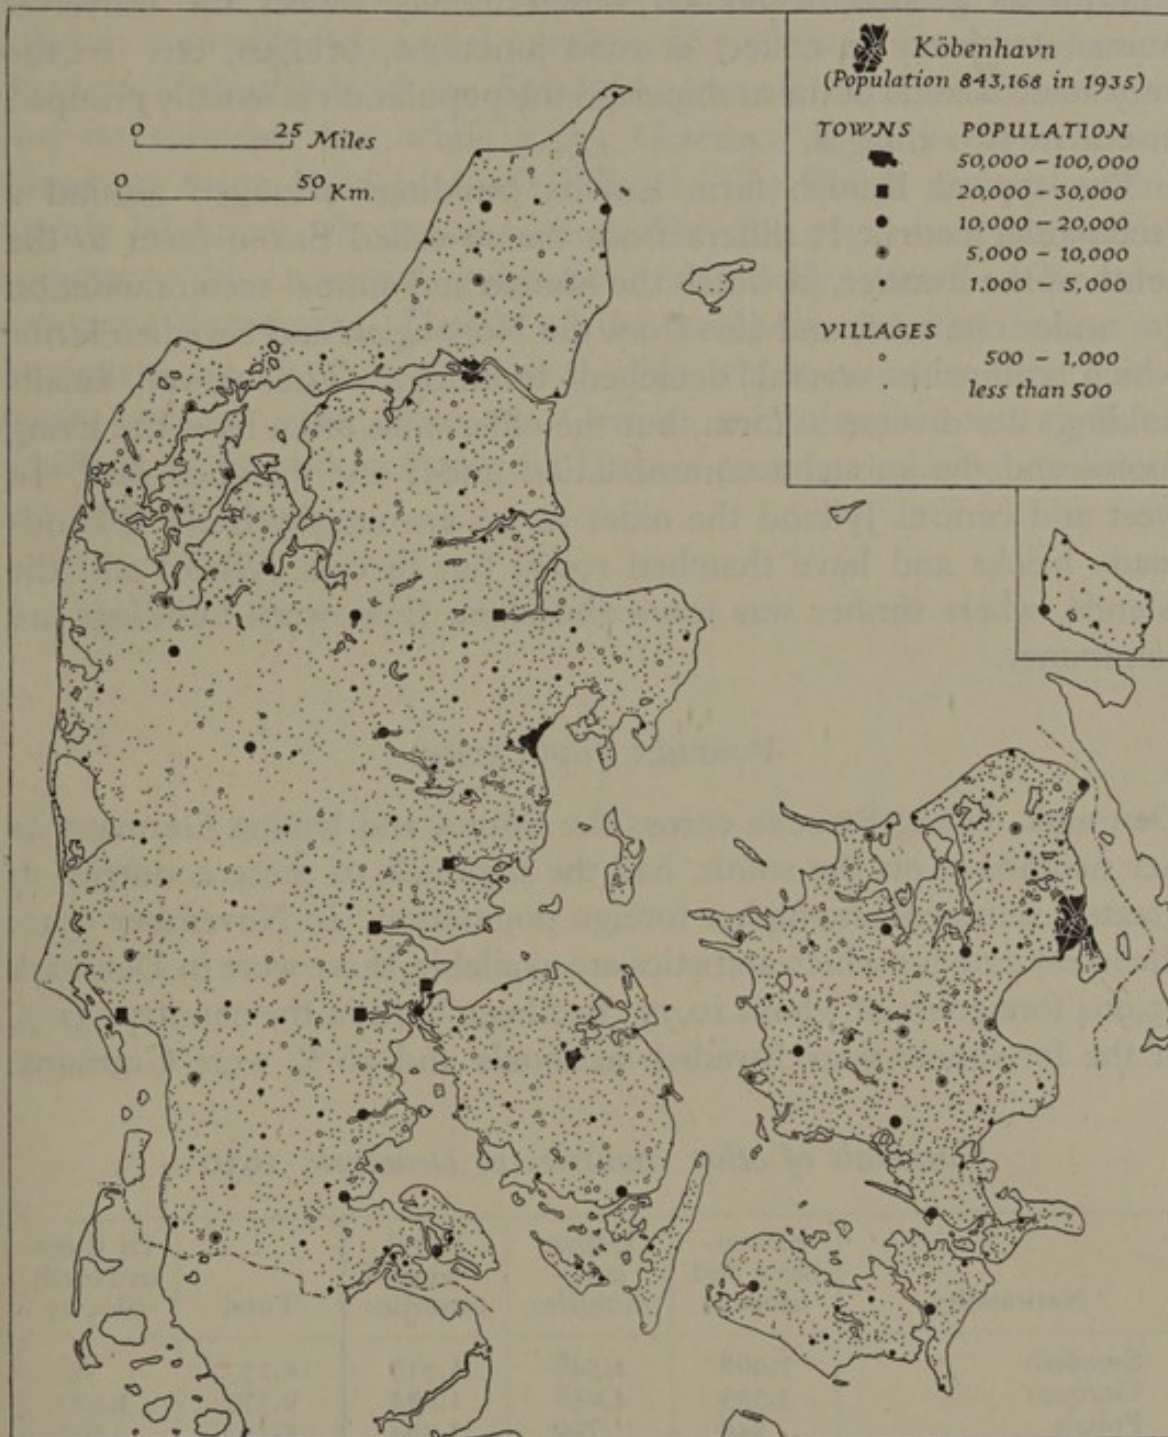 0 25 Miles
0 50 Km.
Köbenhavn
(Population 843,168 in 1935)
TOWNS POPULATION
50,000 – 100,000
20,000 – 30,000
10,000 – 20,000
5,000 – 10,000
1.000 – 5,000
VILLAGES
500 – 1,000
less than 500